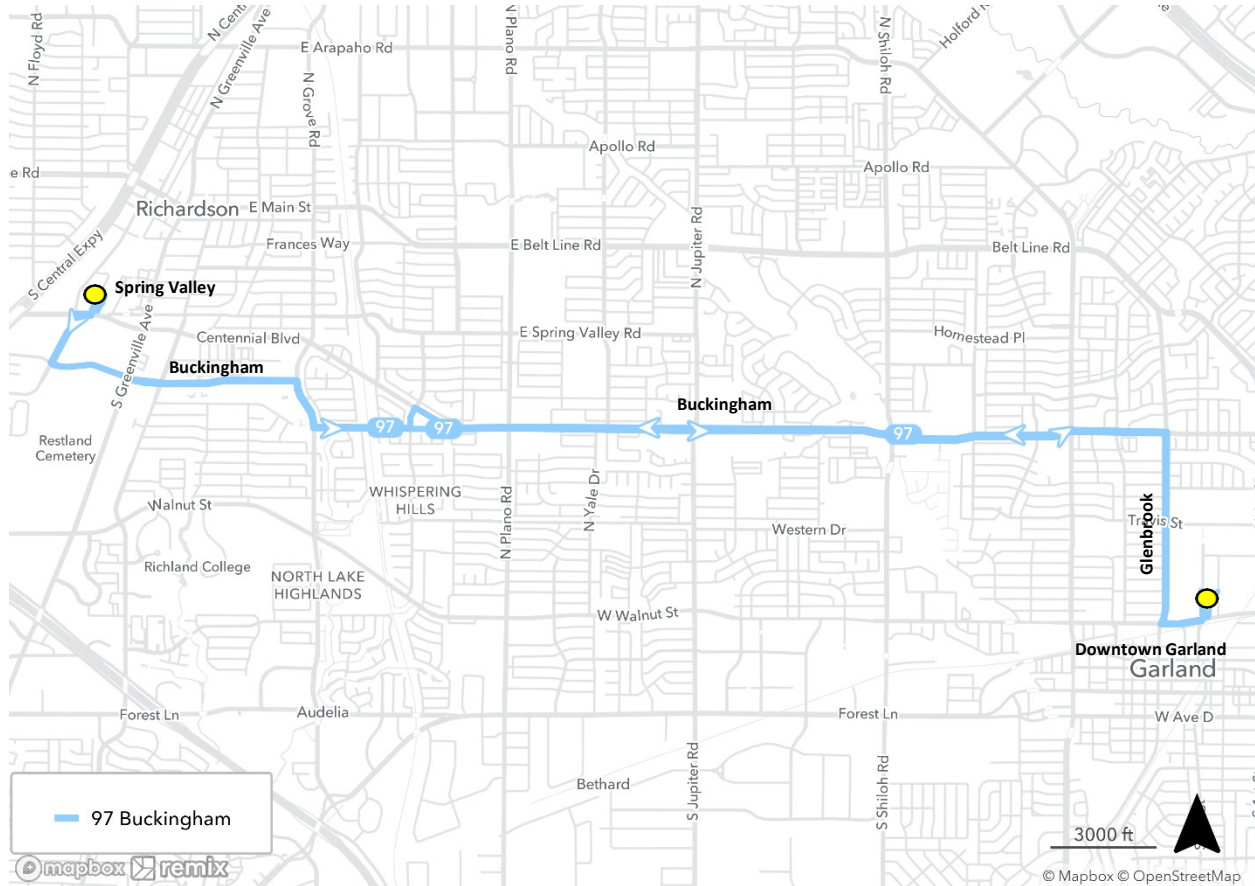 N Floyd Rd
N Greenville Ave
E Arapaho Rd
N Grove Rd
N Plano Rd
N Shiloh Rd
Apollo Rd
Apollo Rd
e Rd
Richardson
E Main St
Frances Way
E Belt Line Rd
N Jupiter Rd
Belt Line Rd
S Central Expy
Spring Valley
S Greenville Ave
Centennial Blvd
E Spring Valley Rd
Homestead Pl
Buckingham
Buckingham
97
97
97
Restland
Cemetery
WHISPERING
HILLS
Walnut St
N Plano Rd
N Yale Dr
Western Dr
Glenbrook
Travis St
Richland College
NORTH LAKE
HIGHLANDS
W Walnut St
Downtown Garland
Garland
Forest Ln
Audelia
Forest Ln
W Ave D
S Jupiter Rd
S Shiloh Rd
Bethard
97 Buckingham
3000 ft
mapbox remix
© Mapbox © OpenStreetMap